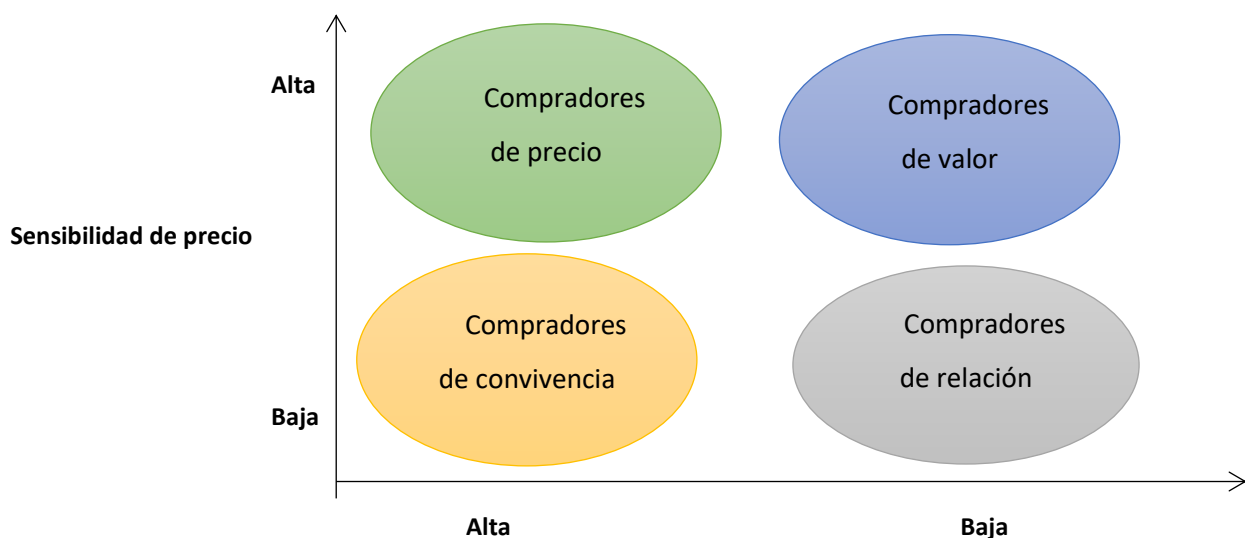 Alta
Compradores
de precio
Compradores
de valor
Sensibilidad de precio
Compradores
de convivencia
Compradores
de relación
Baja
Alta
Baja